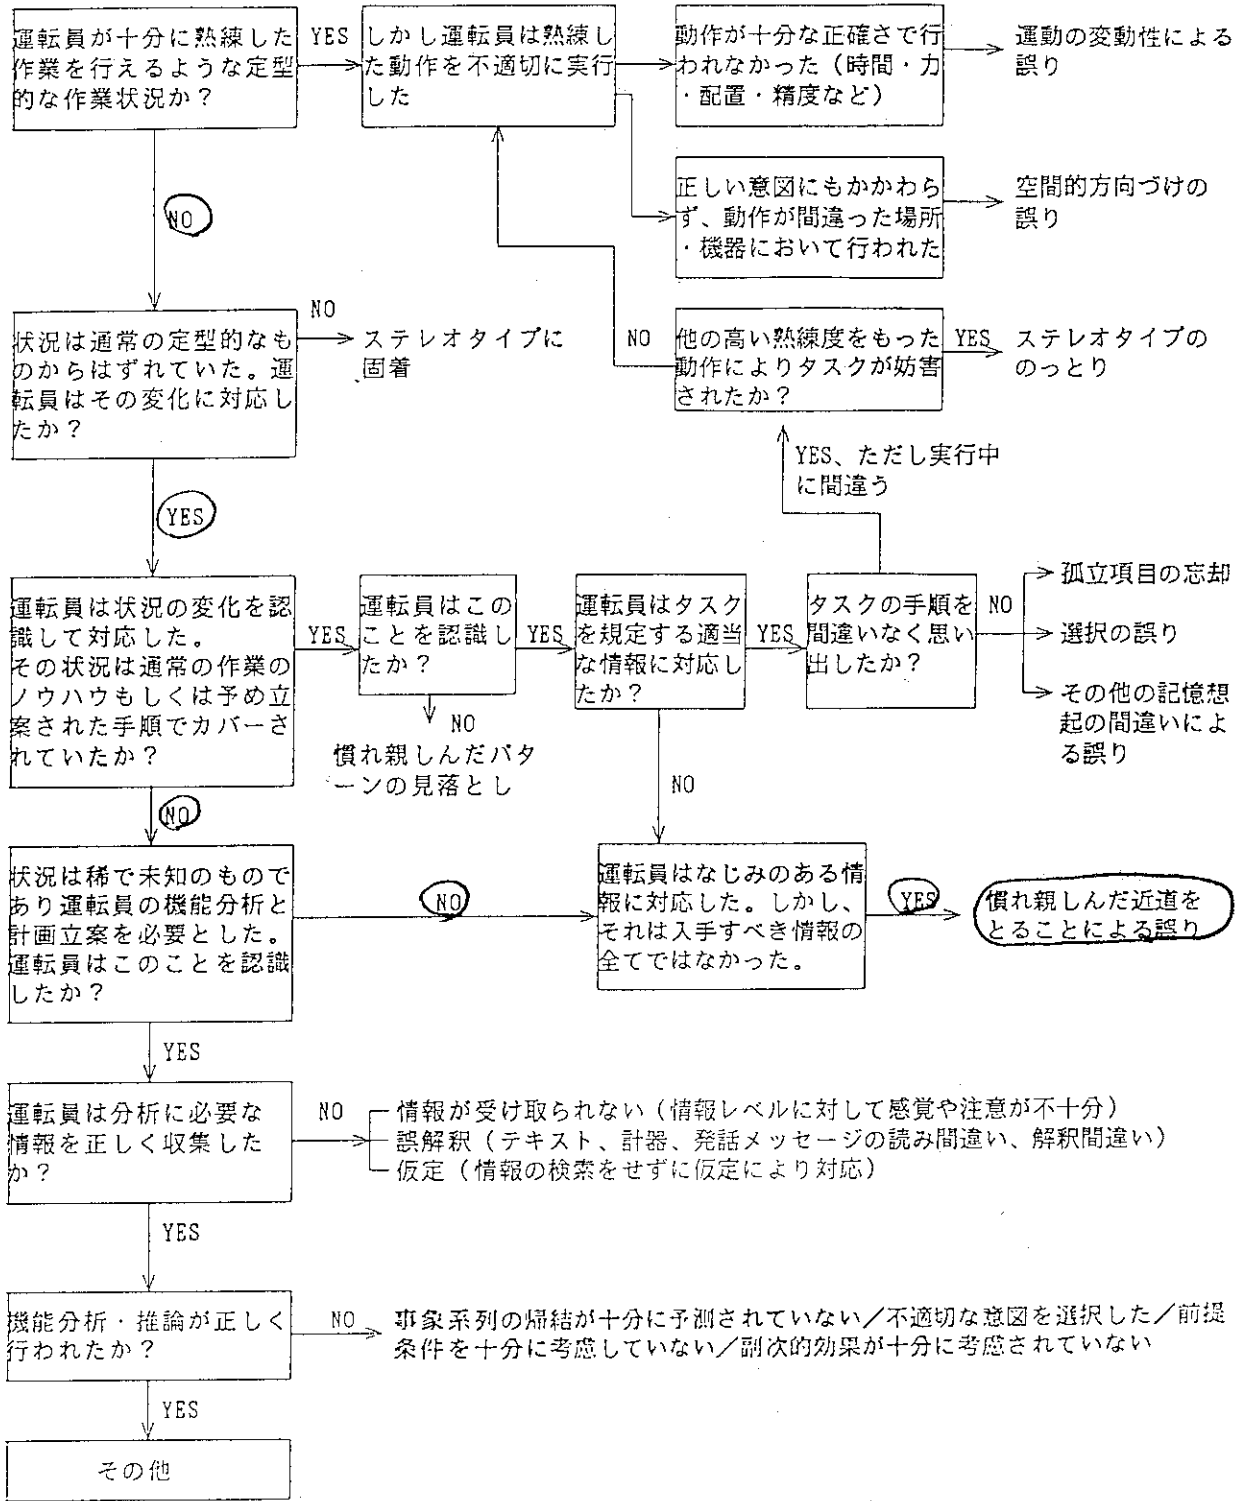 運転員が十分に熟練した
作業を行えるような定型
的な作業状況か？
YES
しかし運転員は熟練し
た動作を不適切に実行
した
動作が十分な正確さで行
われなかった（時間・力
・配置・精度など）
運動の変動性による
誤り
正しい意図にもかかわら
ず、動作が間違った場所
・機器において行われた
空間的方向づけの
誤り
NO
状況は通常の定型的なも
のからはずれていた。運
転員はその変化に対応し
たか？
NO
ステレオタイプに
固着
NO
他の高い熟練度をもった
動作によりタスクが妨害
されたか？
YES
ステレオタイプの
のっとり
YES、ただし実行中
に間違う
YES
運転員は状況の変化を認
識して対応した。
その状況は通常の作業の
ノウハウもしくは予め立
案された手順でカバーさ
れていたか？
YES
運転員はこの
ことを認識し
たか？
YES
運転員はタスク
を規定する適当
な情報に対応し
たか？
YES
タスクの手順を
間違いなく思い
出したか？
NO
孤立項目の忘却
選択の誤り
その他の記憶想
起の間違いによ
る誤り
NO
慣れ親しんだパタ
ーンの見落とし
NO
NO
状況は稀で未知のもので
あり運転員の機能分析と
計画立案を必要とした。
運転員はこのことを認識
したか？
NO
運転員はなじみのある情
報に対応した。しかし、
それは入手すべき情報の
全てではなかった。
YES
慣れ親しんだ近道を
とることによる誤り
YES
運転員は分析に必要な
情報を正しく収集した
か？
NO
情報が受け取られない（情報レベルに対して感覚や注意が不十分）
誤解釈（テキスト、計器、発話メッセージの読み間違い、解釈間違い）
仮定（情報の検索をせずに仮定により対応）
YES
機能分析・推論が正しく
行われたか？
NO
事象系列の帰結が十分に予測されていない／不適切な意図を選択した／前提
条件を十分に考慮していない／副次的効果が十分に考慮されていない
YES
その他